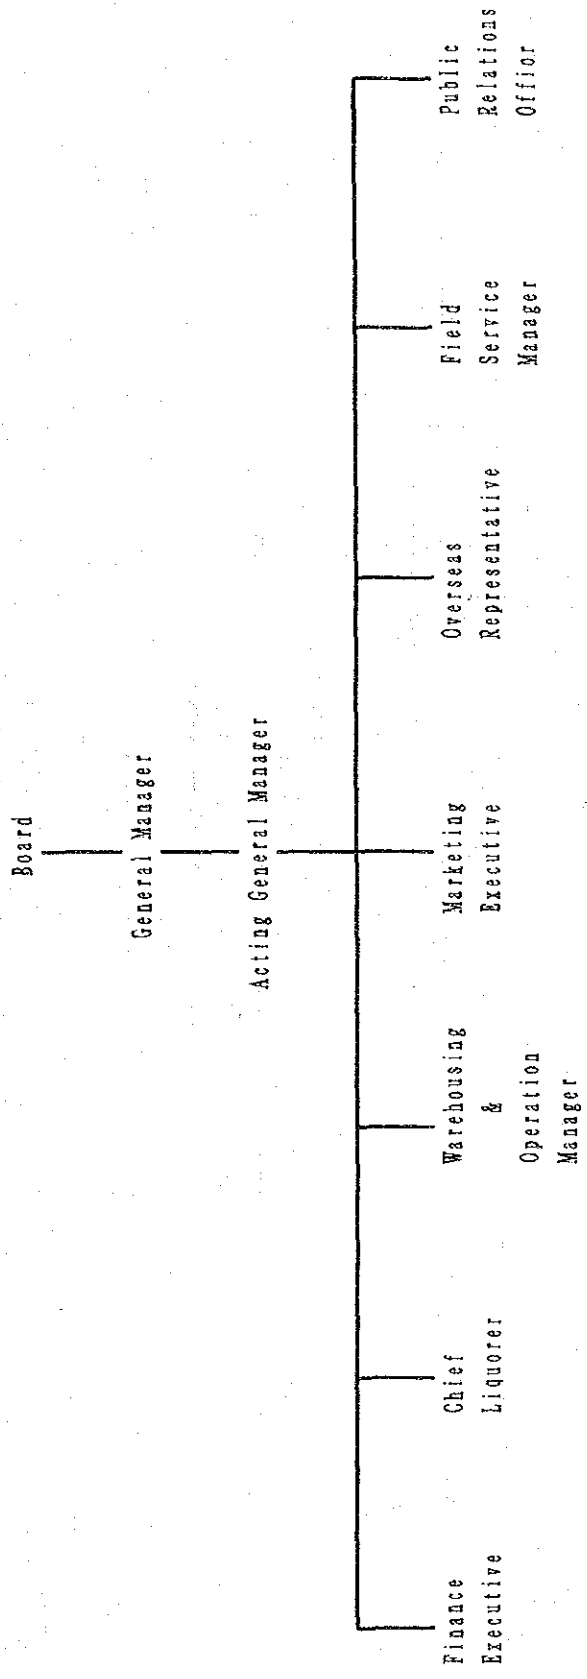 Board
General Manager
Acting General Manager
Finance
Executive
Chief
Liquorer
Warehousing
&
Operation
Manager
Marketing
Executive
Overseas
Representative
Field
Service
Manager
Public
Relations
Offior